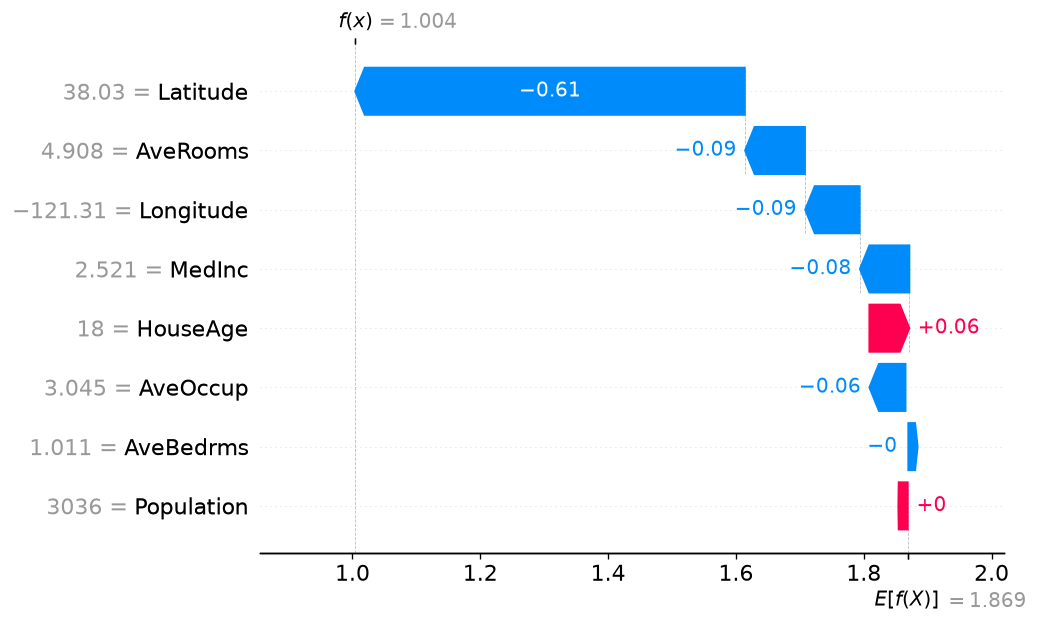 f(x) = 1.004
38.03 = Latitude
−0.61
4.908 = AveRooms
−0.09
−121.31 = Longitude
−0.09
2.521 = MedInc
−0.08
18 = HouseAge
+0.06
3.045 = AveOccup
−0.06
1.011 = AveBedrms
−0
3036 = Population
+0
1.0 1.2 1.4 1.6 1.8 2.0
E[f(X)] = 1.869